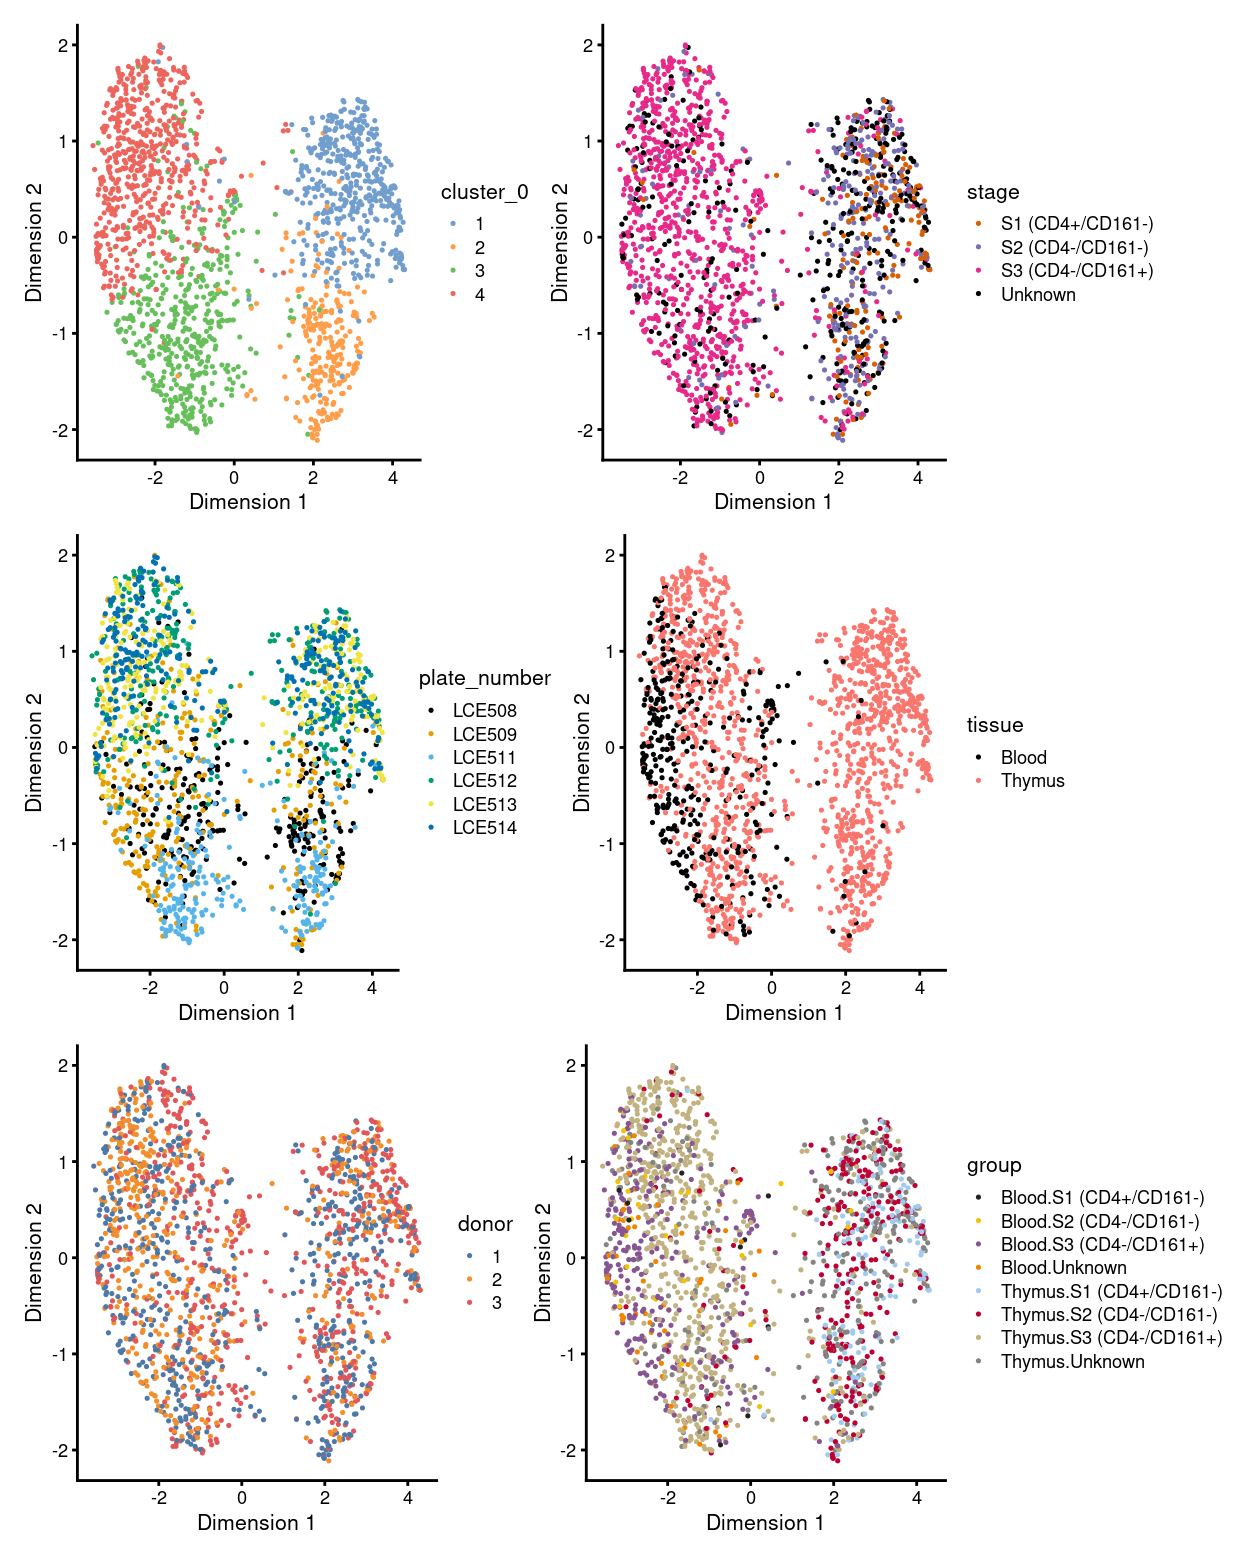 2
1
0
-1
-2
Dimension 2
-2 0 2 4
Dimension 1
cluster_0
1
2
3
4
2
1
0
-1
-2
Dimension 2
-2 0 2 4
Dimension 1
stage
S1 (CD4+/CD161-)
S2 (CD4-/CD161-)
S3 (CD4-/CD161+)
Unknown
2
1
0
-1
-2
Dimension 2
-2 0 2 4
Dimension 1
plate_number
LCE508
LCE509
LCE511
LCE512
LCE513
LCE514
2
1
0
-1
-2
Dimension 2
-2 0 2 4
Dimension 1
tissue
Blood
Thymus
2
1
0
-1
-2
Dimension 2
-2 0 2 4
Dimension 1
donor
1
2
3
2
1
0
-1
-2
Dimension 2
-2 0 2 4
Dimension 1
group
Blood.S1 (CD4+/CD161-)
Blood.S2 (CD4-/CD161-)
Blood.S3 (CD4-/CD161+)
Blood.Unknown
Thymus.S1 (CD4+/CD161-)
Thymus.S2 (CD4-/CD161-)
Thymus.S3 (CD4-/CD161+)
Thymus.Unknown